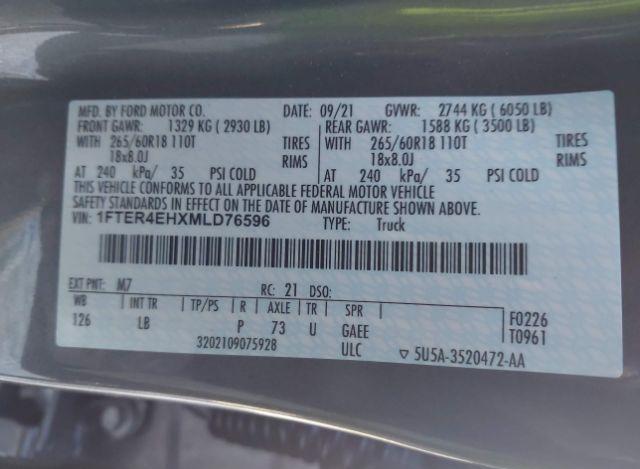 MFD. BY FORD MOTOR CO. DATE: 09/21 GVWR: 2744 KG ( 6050 LB)
FRONT GAWR: 1329 KG ( 2930 LB) REAR GAWR: 1588 KG ( 3500 LB)
WITH 265/60R18 110T TIRES WITH 265/60R18 110T TIRES
18x8.0J RIMS 18x8.0J RIMS
AT 240 kPa/ 35 PSI COLD AT 240 kPa/ 35 PSI COLD
THIS VEHICLE CONFORMS TO ALL APPLICABLE FEDERAL MOTOR VEHICLE
SAFETY STANDARDS IN EFFECT ON THE DATE OF MANUFACTURE SHOWN ABOVE.
VIN: 1FTER4EHXMLD76596 TYPE: Truck
EXT PNT: M7 RC: 21 DSO:
WB INT TR TP/PS R AXLE TR SPR F0226
126 LB P 73 U GAEE T0961
3202109075928 ULC ▽ 5U5A-3520472-AA